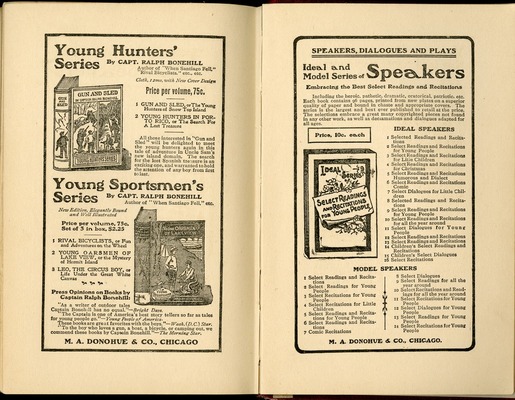 Young Hunters'
Series By CAPT. RALPH BONEHILL
Author of "When Santiago Fell,"
"Rival Bicyclists," etc., etc.
Cloth, 12mo, with New Cover Design
Price per volume, 75c.
1 GUN AND SLED, or The Young
Hunters of Snow Top Island
2 YOUNG HUNTERS IN POR-
TO RICO, or The Search For
A Lost Treasure
All those interested in "Gun and
Sled" will be delighted to meet
the young hunters again in this
tale of adventure in Uncle Sam's
new island domain. The search
for the lost Spanish treasure is an
exciting one, and warranted to hold
the attention of any boy from first
to last.
GUN AND SLED
Young Sportsmen's
Series By CAPT. RALPH BONEHILL
Author of "When Santiago Fell," etc.
New Edition, Elegantly Bound
and Well Illustrated
Price per volume, 75c.
Set of 3 in box, $2.25
1 RIVAL BICYCLISTS, or Fun
and Adventures on the Wheel
2 YOUNG OARSMEN OF
LAKE VIEW, or the Mystery
of Hermit Island
3 LEO, THE CIRCUS BOY, or
Life Under the Great White
Canvas
Press Opinions on Books by
Captain Ralph Bonehill:
"As a writer of outdoor tales
Captain Bonehill has no equal."—Bright Days.
"The Captain is one of America's best story tellers so far as tales
for young people go."—Young People of America.
"These books are great favorites with the boys."—Week, (D.C.) Star.
"To the boy who loves a gun, a boat, a bicycle, or camping out, we
commend these books by Captain Bonehill."—The Morning Star.
M. A. DONOHUE & CO., CHICAGO
SPEAKERS, DIALOGUES AND PLAYS
Ideal and
Model Series of Speakers
Embracing the Best Select Readings and Recitations
Including the heroic, pathetic, dramatic, oratorical, patriotic, etc.
Each book contains 96 pages, printed from new plates on a superior
quality of paper and bound in choice and appropriate covers. The
series is the largest and best ever published to retail at the price.
The selections embrace a great many copyrighted pieces not found
in any other work, as well as recitations and dialogues adapted for
all ages.
Price, 10c. each
IDEAL Series
SELECT READINGS
AND RECITATIONS
FOR YOUNG PEOPLE
IDEAL SPEAKERS
1 Selected Readings and Recita-
tions
2 Select Readings and Recitations
for Young People
3 Select Readings and Recitations
for Little Children
4 Select Readings and Recitations
for Christmas
5 Select Readings and Recitations
Humorous and Dialect
6 Select Readings and Recitations
Comic
7 Select Dialogues for Little Chil-
dren
8 Selected Readings and Recita-
tions
9 Select Readings and Recitations
for Young People
10 Select Readings and Recitations
for all the year around
11 Select Dialogues for Young
People
12 Select Readings and Recitations
13 Select Readings and Recitations
14 Children's Select Readings and
Recitations
15 Children's Select Dialogues
16 Select Recitations
MODEL SPEAKERS
1 Select Readings and Recita-
tions
2 Select Readings for Young
People
3 Select Recitations for Young
People
4 Select Recitations for Little
Children
5 Select Readings and Recita-
tions for Young People
6 Select Readings and Recita-
tions
7 Comic Recitations
8 Select Dialogues
9 Select Readings for all the
year around
10 Select Recitations and Read-
ings for all the year around
11 Select Recitations for Young
People
12 Select Dialogues for Young
People
13 Select Readings for Young
People
14 Select Recitations for Young
People
M. A. DONOHUE & CO., CHICAGO.